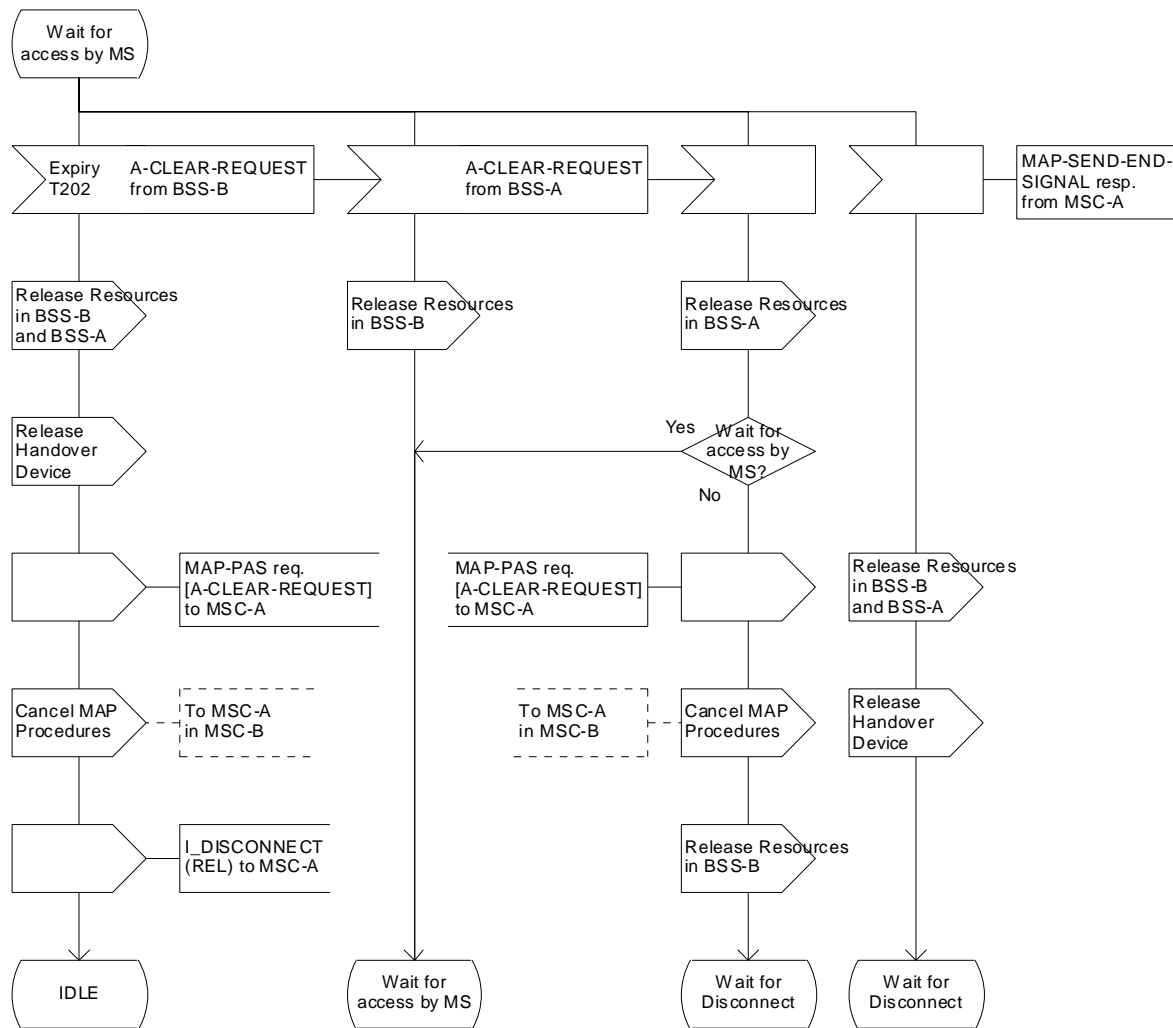 Wait for
access by MS
Expiry
T202
A-CLEAR-REQUEST
from BSS-B
A-CLEAR-REQUEST
from BSS-A
MAP-SEND-END-
SIGNAL resp.
from MSC-A
Release Resources
in BSS-B
and BSS-A
Release Resources
in BSS-B
Release Resources
in BSS-A
Release
Handover
Device
Yes
Wait for
access by
MS?
No
MAP-PAS req.
[A-CLEAR-REQUEST]
to MSC-A
MAP-PAS req.
[A-CLEAR-REQUEST]
to MSC-A
Release Resources
in BSS-B
and BSS-A
Cancel MAP
Procedures
To MSC-A
in MSC-B
To MSC-A
in MSC-B
Cancel MAP
Procedures
Release
Handover
Device
I_DISCONNECT
(REL) to MSC-A
Release Resources
in BSS-B
IDLE
Wait for
access by MS
Wait for
Disconnect
Wait for
Disconnect